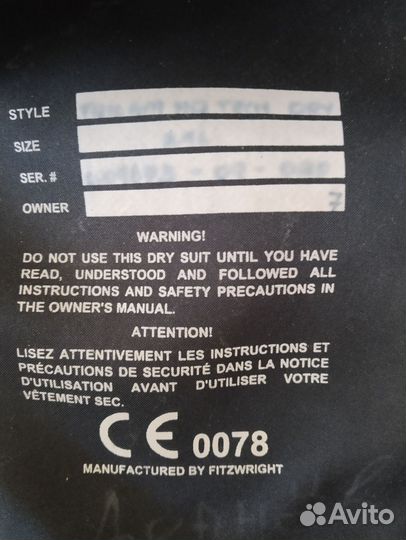 STYLE
SIZE
SER. #
OWNER 7
WARNING!
DO NOT USE THIS DRY SUIT UNTIL YOU HAVE
READ, UNDERSTOOD AND FOLLOWED ALL
INSTRUCTIONS AND SAFETY PRECAUTIONS IN
THE OWNER'S MANUAL.
ATTENTION!
LISEZ ATTENTIVEMENT LES INSTRUCTIONS ET
PRÉCAUTIONS DE SECURITÉ DANS LA NOTICE
D'UTILISATION AVANT D'UTILISER VOTRE
VÊTEMENT SEC.
CE 0078
MANUFACTURED BY FITZWRIGHT
Avito